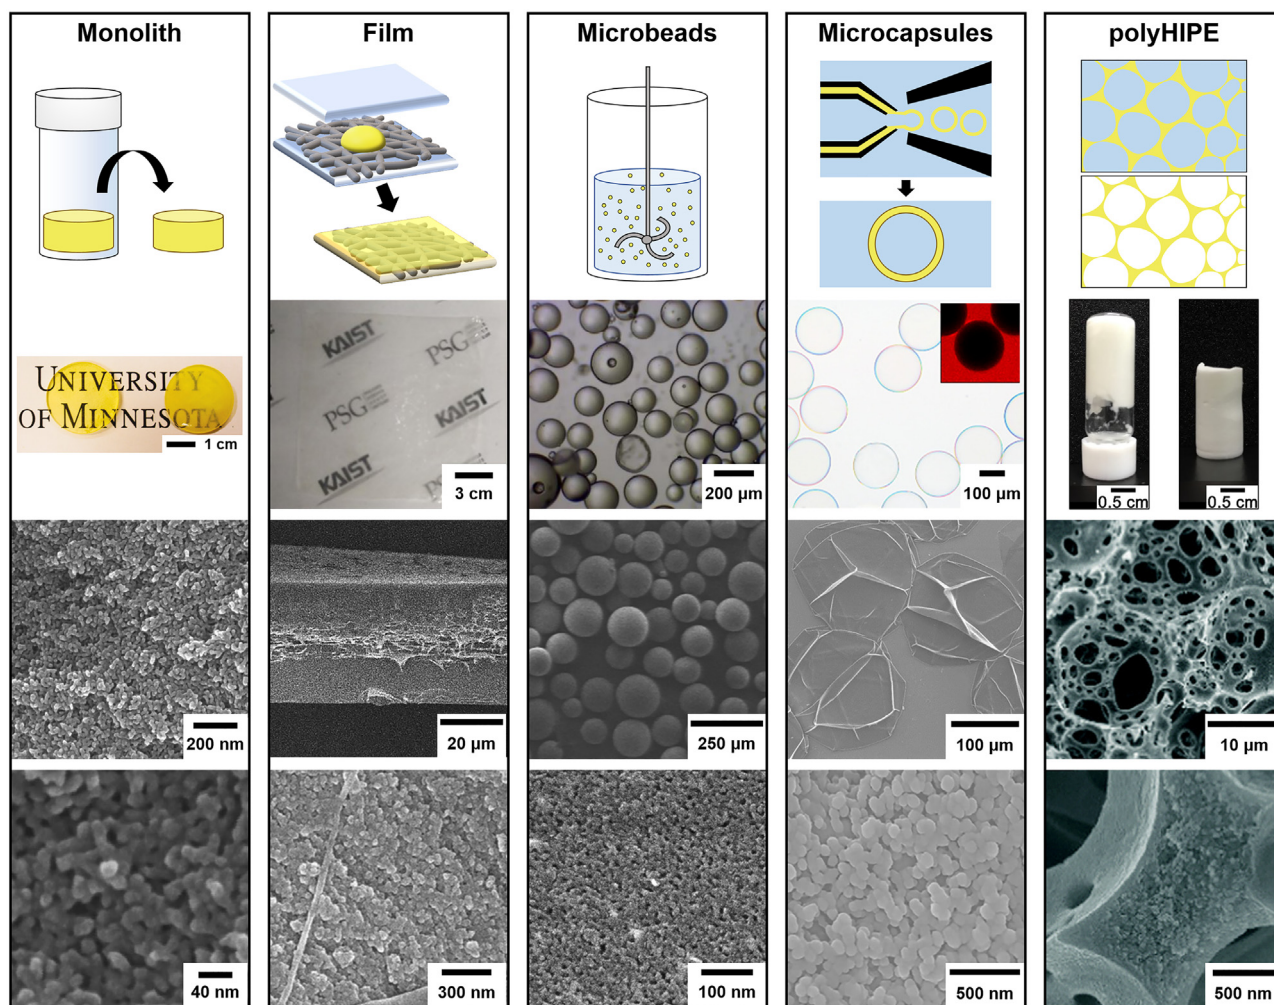 Monolith
Film
Microbeads
Microcapsules
polyHIPE
UNIVERSITY
OF MINNESOTA
1 cm
KAIST
PSG
PSG
KAIST
KAIST
3 cm
200 µm
100 µm
0.5 cm
0.5 cm
200 nm
20 µm
250 µm
100 µm
10 µm
40 nm
300 nm
100 nm
500 nm
500 nm